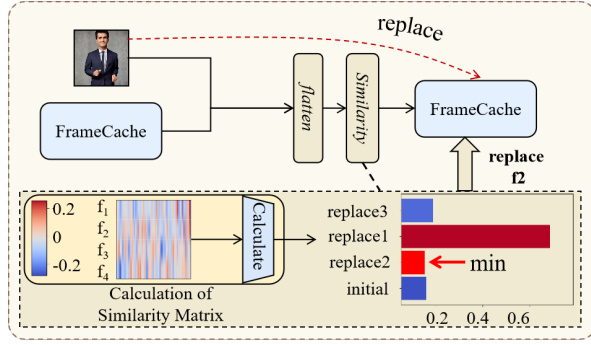 replace
FrameCache
flatten
Similarity
FrameCache
replace
f2
0.2
0
-0.2
f1
f2
f3
f4
Calculate
Calculation of
Similarity Matrix
replace3
replace1
replace2
initial
min
0.2 0.4 0.6